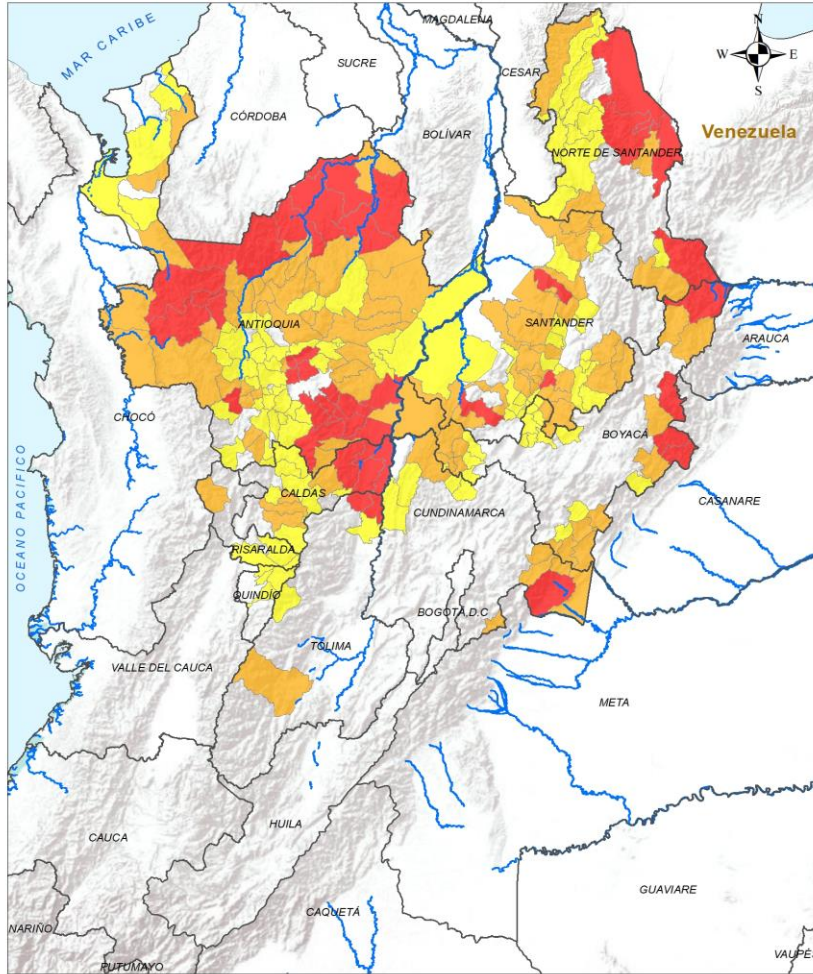 MAGDALENA
N
W E
S
MAR CARIBE
SUCRE
CESAR
CÓRDOBA
BOLÍVAR
Venezuela
NORTE DE SANTANDER
ANTIOQUIA
SANTANDER
ARAUCA
CHOCÓ
BOYACÁ
OCEANO PACIFICO
CALDAS
CUNDINAMARCA
CASANARE
RISARALDA
QUINDÍO
BOGOTÁ D.C
TOLIMA
VALLE DEL CAUCA
META
CAUCA
HUILA
GUAVIARE
CAQUETÁ
NARIÑO
PUTUMAYO
VAUPÉS